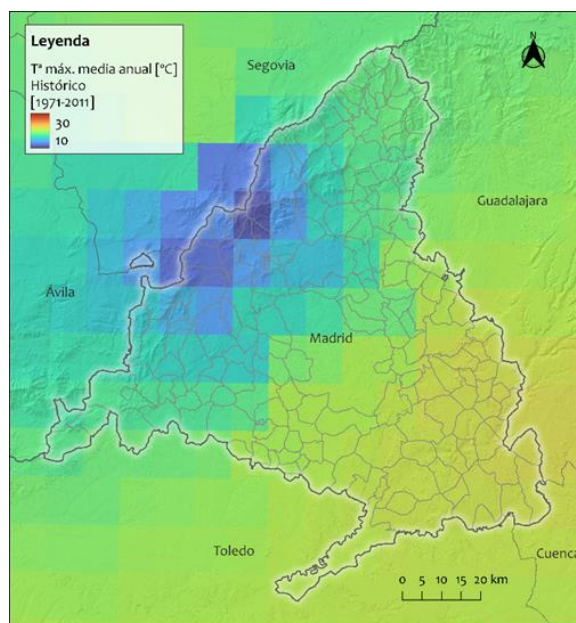 Leyenda
Tª máx. media anual [ºC]
Histórico
[1971-2011]
30
10
N
Segovia
Guadalajara
Ávila
Madrid
Toledo
Cuenca
0 5 10 15 20 km